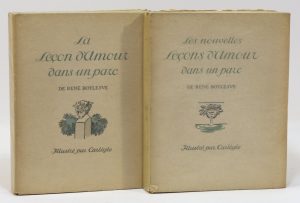 La
Leçon d'Amour
dans un parc
DE RENÉ BOYLESVE
Illustré par Carlègle
Les nouvelles
Leçons d'Amour
dans un parc
DE RENÉ BOYLESVE
Illustré par Carlègle